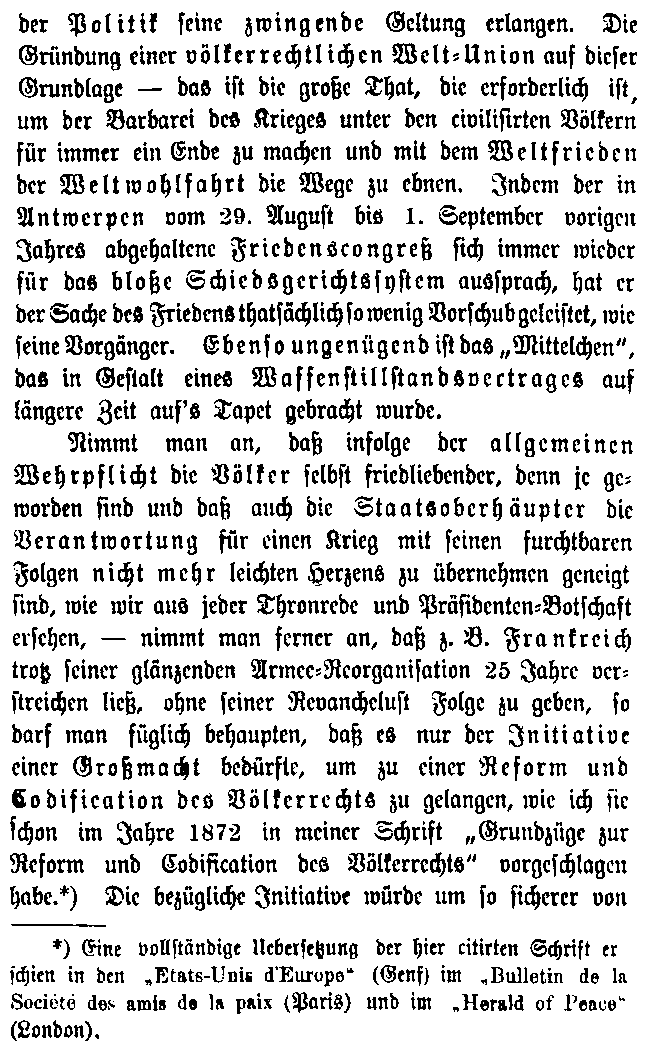 der Politik seine zwingende Geltung erlangen. Die
Gründung einer völkerrechtlichen Welt-Union auf dieser
Grundlage — das ist die große That, die erforderlich ist,
um der Barbarei des Krieges unter den civilisirten Völkern
für immer ein Ende zu machen und mit dem Weltfrieden
der Weltwohlfahrt die Wege zu ebnen. Indem der in
Antwerpen vom 29. August bis 1. September vorigen
Jahres abgehaltene Friedenscongreß sich immer wieder
für das bloße Schiedsgerichtssystem aussprach, hat er
der Sache des Friedens thatsächlich so wenig Vorschub geleistet, wie
seine Vorgänger. Ebenso ungenügend ist das „Mittelchen“,
das in Gestalt eines Waffenstillstandsvertrages auf
längere Zeit auf's Tapet gebracht wurde.
Nimmt man an, daß infolge der allgemeinen
Wehrpflicht die Völker selbst friedliebender, denn je ge-
worden sind und daß auch die Staatsoberhäupter die
Verantwortung für einen Krieg mit seinen furchtbaren
Folgen nicht mehr leichten Herzens zu übernehmen geneigt
sind, wie wir aus jeder Thronrede und Präsidenten-Botschaft
ersehen, — nimmt man ferner an, daß z. B. Frankreich
trotz seiner glänzenden Armee-Reorganisation 25 Jahre ver-
streichen ließ, ohne seiner Revanchelust Folge zu geben, so
darf man füglich behaupten, daß es nur der Initiative
einer Großmacht bedürfte, um zu einer Reform und
Codification des Völkerrechts zu gelangen, wie ich sie
schon im Jahre 1872 in meiner Schrift „Grundzüge zur
Reform und Codification des Völkerrechts“ vorgeschlagen
habe.*) Die bezügliche Initiative würde um so sicherer von
*) Eine vollständige Uebersetzung der hier citirten Schrift er
schien in den „Etats-Unis d'Europe“ (Genf) im „Bulletin de la
Société des amis de la paix (Paris) und im „Herald of Peace“
(London).